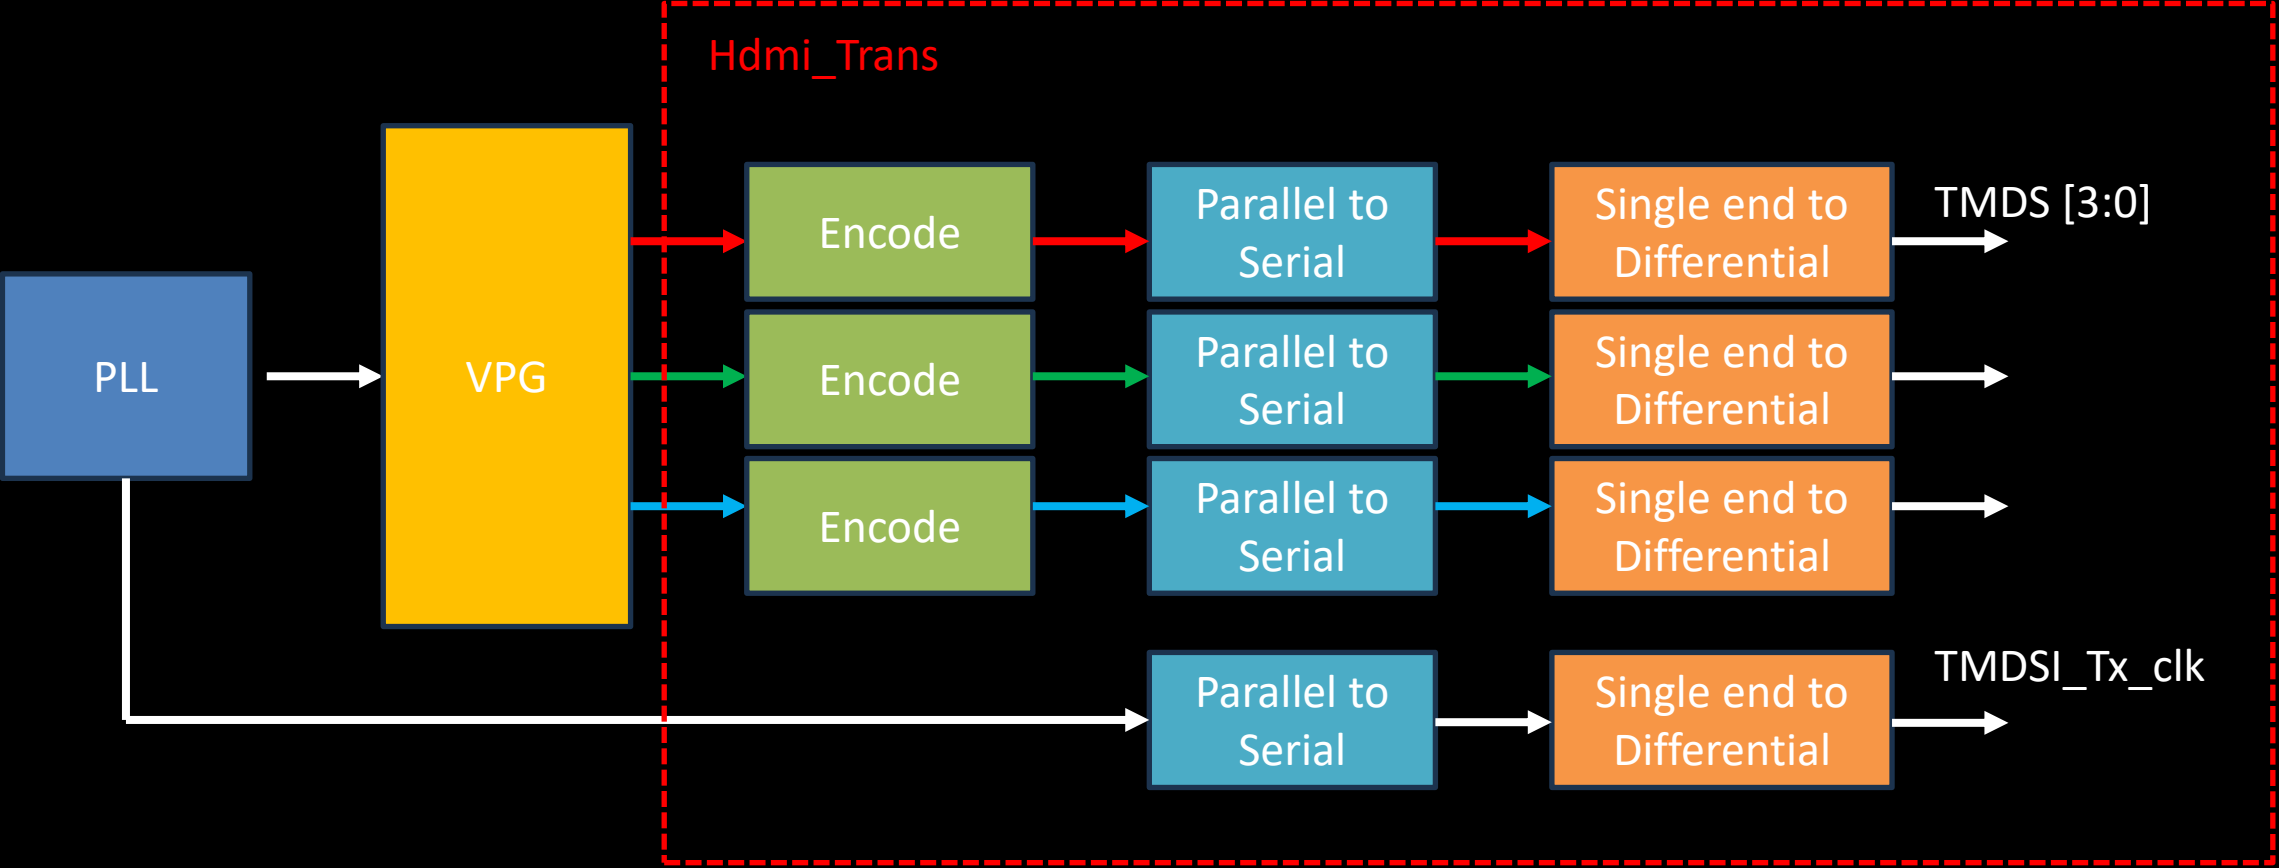 Hdmi_Trans
PLL
VPG
Encode
Parallel to
Serial
Single end to
Differential
TMDS [3:0]
Encode
Parallel to
Serial
Single end to
Differential
Encode
Parallel to
Serial
Single end to
Differential
Parallel to
Serial
Single end to
Differential
TMDSI_Tx_clk